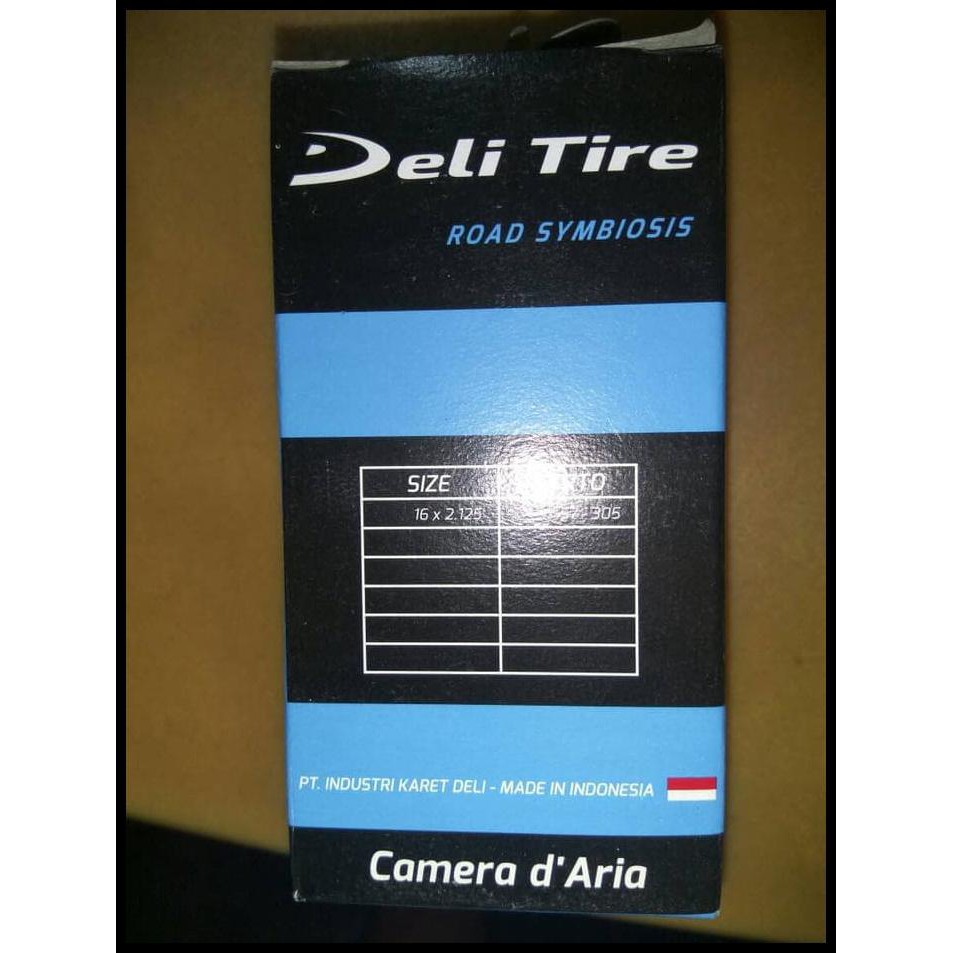 Deli Tire
ROAD SYMBIOSIS
SIZE
16 x 2.125 305
PT. INDUSTRI KARET DELI - MADE IN INDONESIA
Camera d'Aria